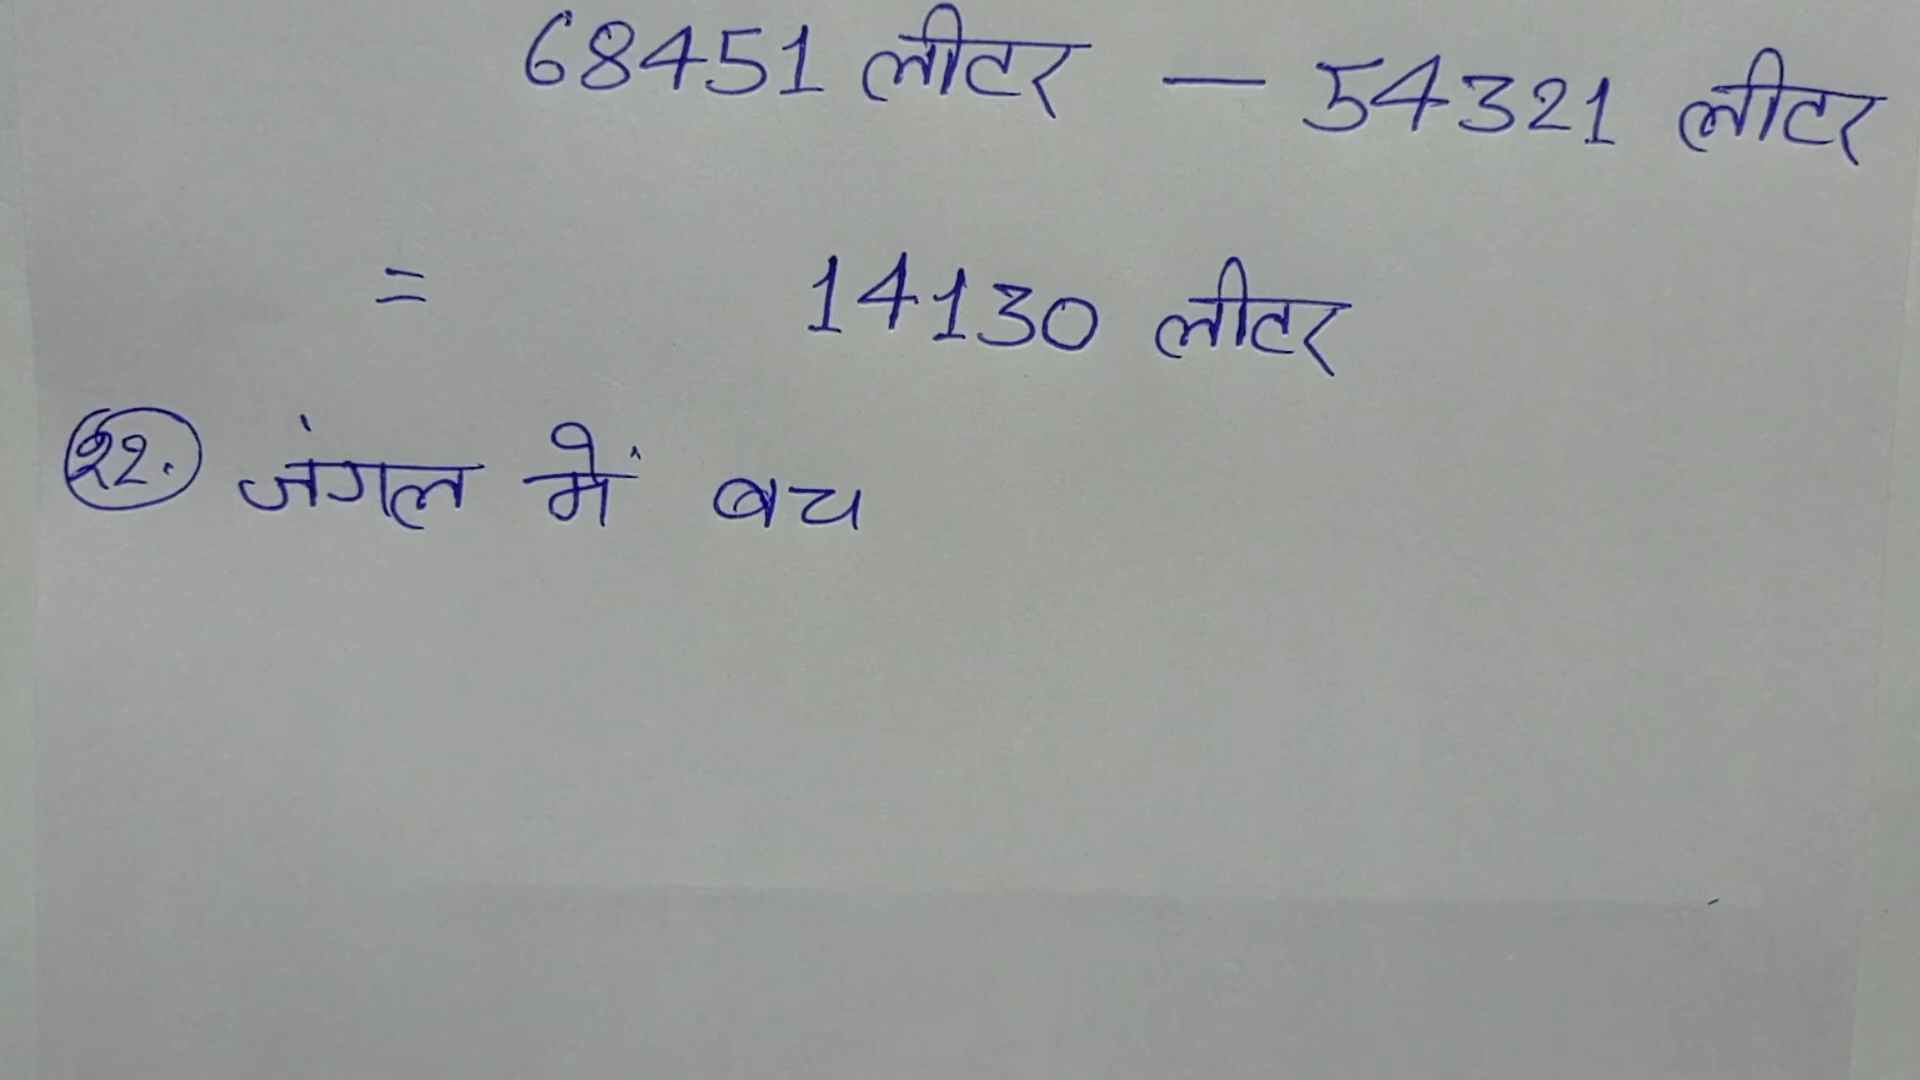 68451 लीटर — 54321 लीटर
= 14130 लीटर
22. जंगल में बच